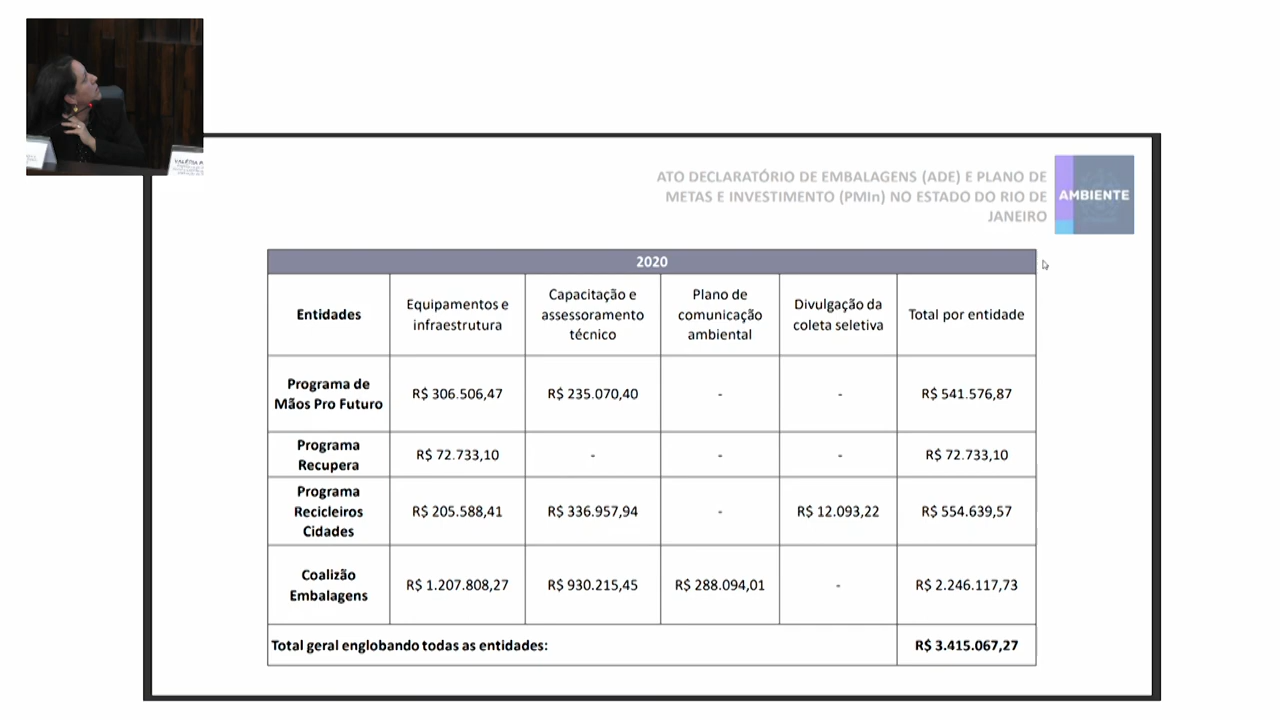 VALÉRIA
ATO DECLARATÓRIO DE EMBALAGENS (ADE) E PLANO DE
METAS E INVESTIMENTO (PMIn) NO ESTADO DO RIO DE
JANEIRO
AMBIENTE
2020
Entidades
Equipamentos e
infraestrutura
Capacitação e
assessoramento
técnico
Plano de
comunicação
ambiental
Divulgação da
coleta seletiva
Total por entidade
Programa de
Mãos Pro Futuro
R$ 306.506,47
R$ 235.070,40
-
-
R$ 541.576,87
Programa
Recupera
R$ 72.733,10
-
-
-
R$ 72.733,10
Programa
Recicleiros
Cidades
R$ 205.588,41
R$ 336.957,94
-
R$ 12.093,22
R$ 554.639,57
Coalizão
Embalagens
R$ 1.207.808,27
R$ 930.215,45
R$ 288.094,01
-
R$ 2.246.117,73
Total geral englobando todas as entidades:
R$ 3.415.067,27